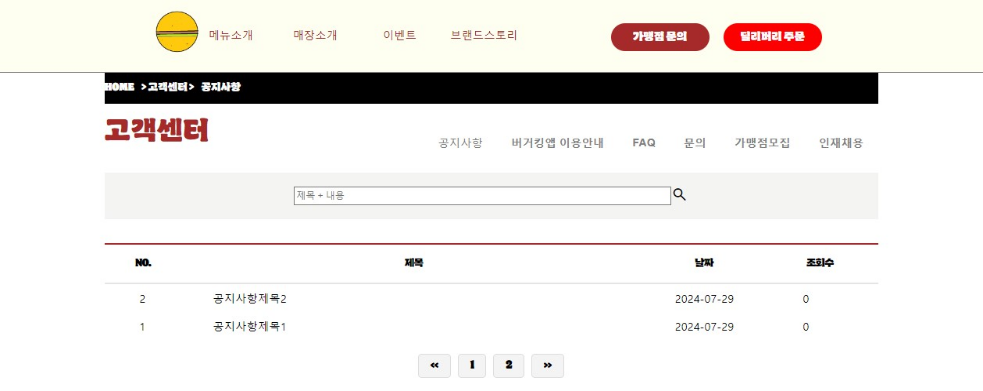 메뉴소개 매장소개 이벤트 브랜드스토리 가맹점 문의 딜리버리 주문
HOME >고객센터> 공지사항
고객센터
공지사항 버거킹앱 이용안내 FAQ 문의 가맹점모집 인재채용
제목 + 내용
NO. 제목 날짜 조회수
2 공지사항제목2 2024-07-29 0
1 공지사항제목1 2024-07-29 0
« 1 2 »